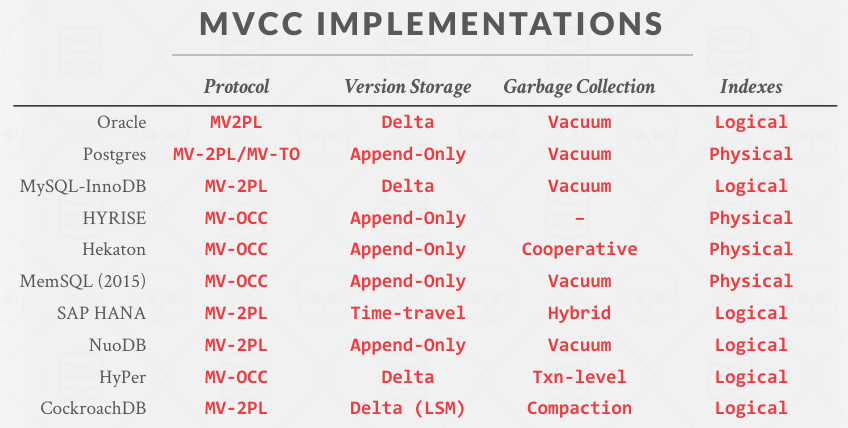 MVCC IMPLEMENTATIONS
Protocol Version Storage Garbage Collection Indexes
Oracle MV2PL Delta Vacuum Logical
Postgres MV-2PL/MV-TO Append-Only Vacuum Physical
MySQL-InnoDB MV-2PL Delta Vacuum Logical
HYRISE MV-OCC Append-Only – Physical
Hekaton MV-OCC Append-Only Cooperative Physical
MemSQL (2015) MV-OCC Append-Only Vacuum Physical
SAP HANA MV-2PL Time-travel Hybrid Logical
NuoDB MV-2PL Append-Only Vacuum Logical
HyPer MV-OCC Delta Txn-level Logical
CockroachDB MV-2PL Delta (LSM) Compaction Logical